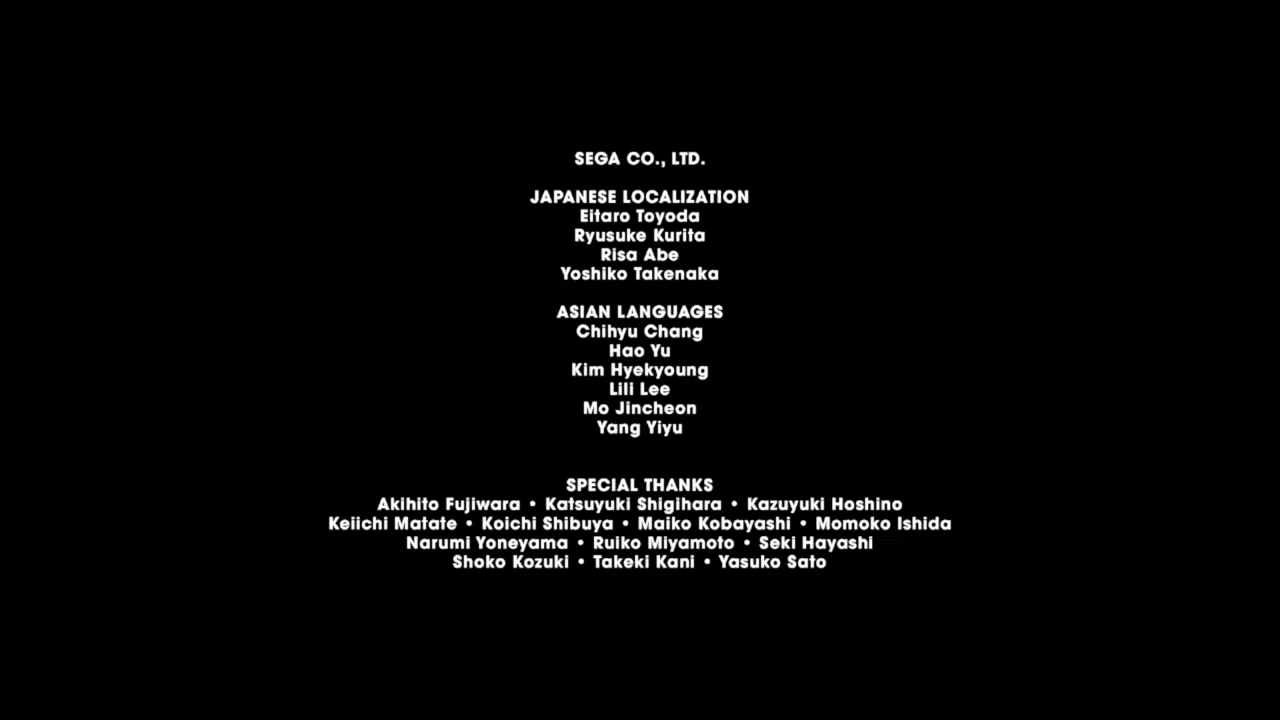 SEGA CO., LTD.
JAPANESE LOCALIZATION
Eitaro Toyoda
Ryusuke Kurita
Risa Abe
Yoshiko Takenaka
ASIAN LANGUAGES
Chihyu Chang
Hao Yu
Kim Hyekyoung
Lili Lee
Mo Jincheon
Yang Yiyu
SPECIAL THANKS
Akihito Fujiwara • Katsuyuki Shigihara • Kazuyuki Hoshino
Keiichi Matate • Koichi Shibuya • Maiko Kobayashi • Momoko Ishida
Narumi Yoneyama • Ruiko Miyamoto • Seki Hayashi
Shoko Kozuki • Takeki Kani • Yasuko Sato